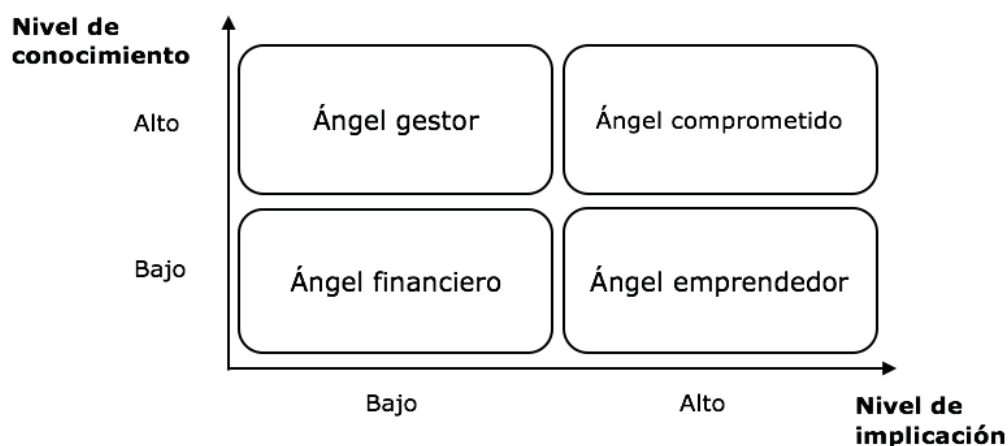 Nivel de
conocimiento
Alto
Ángel gestor
Ángel comprometido
Bajo
Ángel financiero
Ángel emprendedor
Bajo
Alto
Nivel de
implicación